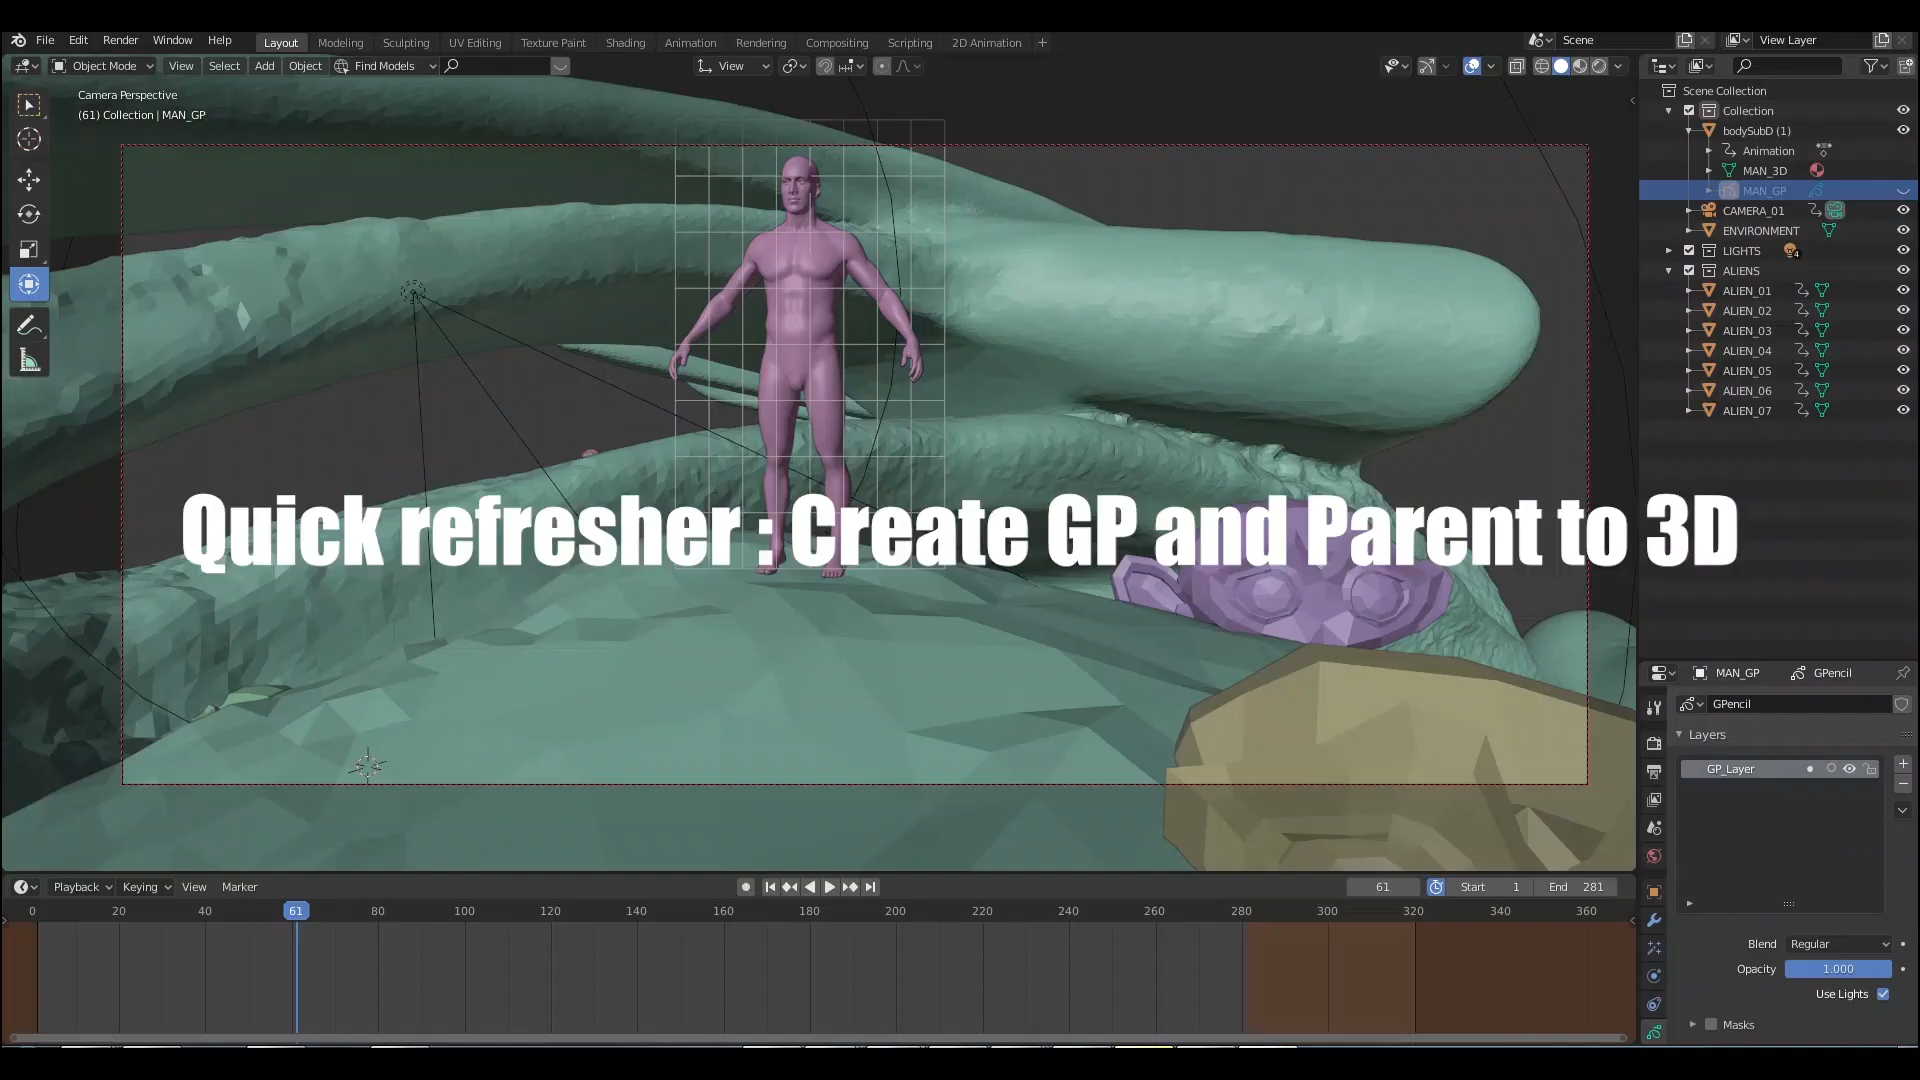 File Edit Render Window Help Layout Modeling Sculpting UV Editing Texture Paint Shading Animation Rendering Compositing Scripting 2D Animation + Scene View Layer
Object Mode View Select Add Object Find Models View
Camera Perspective
(61) Collection | MAN_GP
Scene Collection
Collection
bodySubD (1)
Animation
MAN_3D
MAN_GP
CAMERA_01
ENVIRONMENT
LIGHTS 4
ALIENS
ALIEN_01
ALIEN_02
ALIEN_03
ALIEN_04
ALIEN_05
ALIEN_06
ALIEN_07
Quick refresher : Create GP and Parent to 3D
MAN_GP GPencil
GPencil
Layers
GP_Layer
Blend Regular
Opacity 1.000
Use Lights
Masks
Playback Keying View Marker 61 Start 1 End 281
0 20 40 61 80 100 120 140 160 180 200 220 240 260 280 300 320 340 360